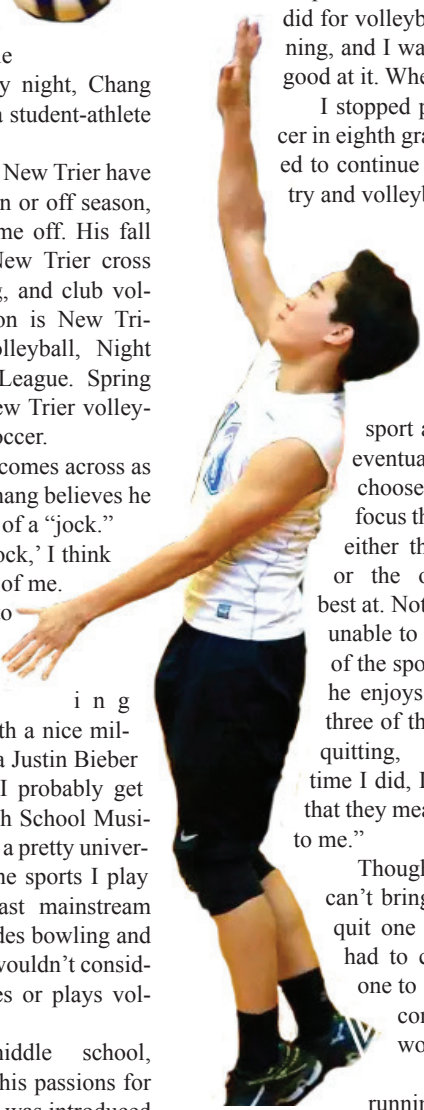 le
y night, Chang
a student-athlete
New Trier have
n or off season,
me off. His fall
New Trier cross
g, and club vol-
on is New Tri-
olleyball, Night
League. Spring
ew Trier volley-
occer.
comes across as
hang believes he
of a “jock.”
ock,’ I think
of me.
to
i n g
th a nice mil-
a Justin Bieber
I probably get
h School Musi-
a pretty univer-
he sports I play
ast mainstream
des bowling and
wouldn’t consid-
es or plays vol-
iddle school,
his passions for
was introduced
did for volleyb
ning, and I wa
good at it. Whe
I stopped p
cer in eighth gra
ed to continue
try and volleyb
sport a
eventua
choose
focus th
either th
or the o
best at. Not
unable to
of the spo
he enjoys
three of th
quitting,
time I did, I
that they mea
to me.”
Though
can’t bring
quit one
had to c
one to
con
wo
runnin